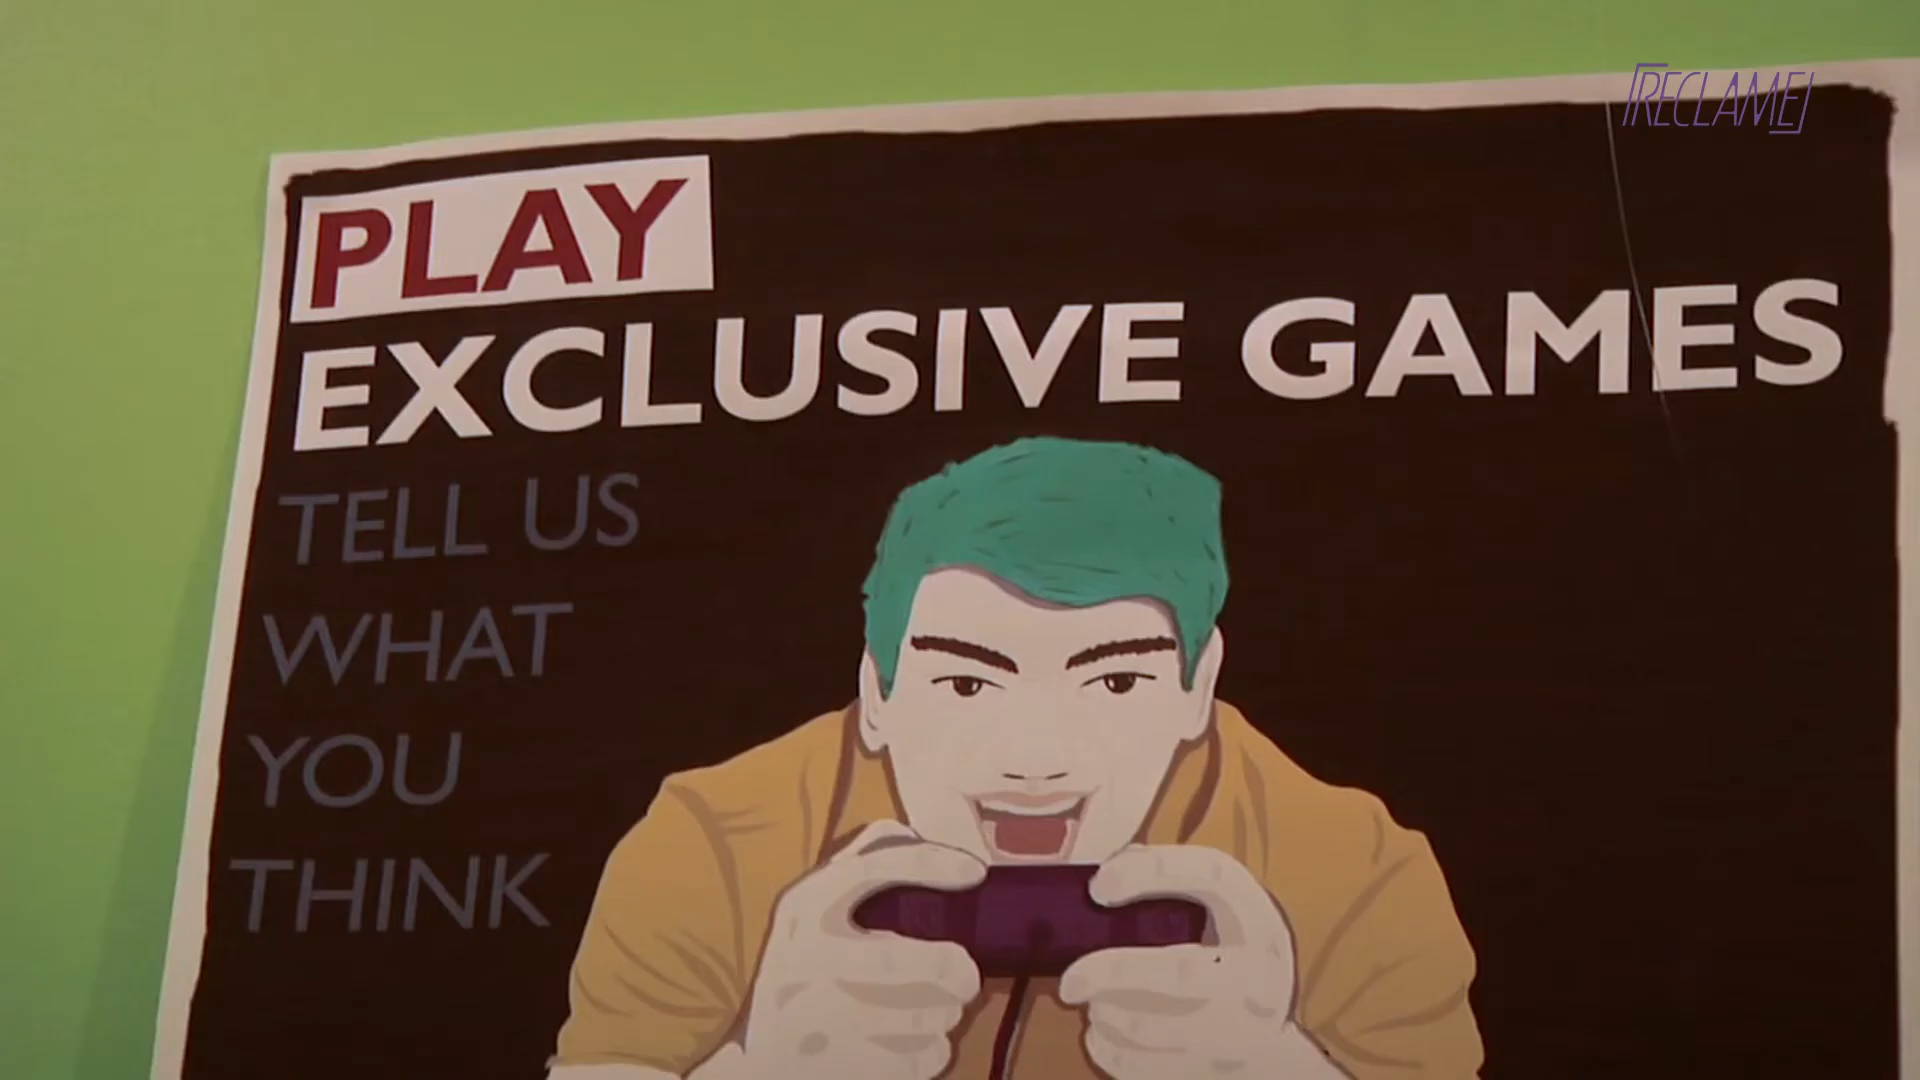 RECLAME
PLAY
EXCLUSIVE GAMES
TELL US
WHAT
YOU
THINK